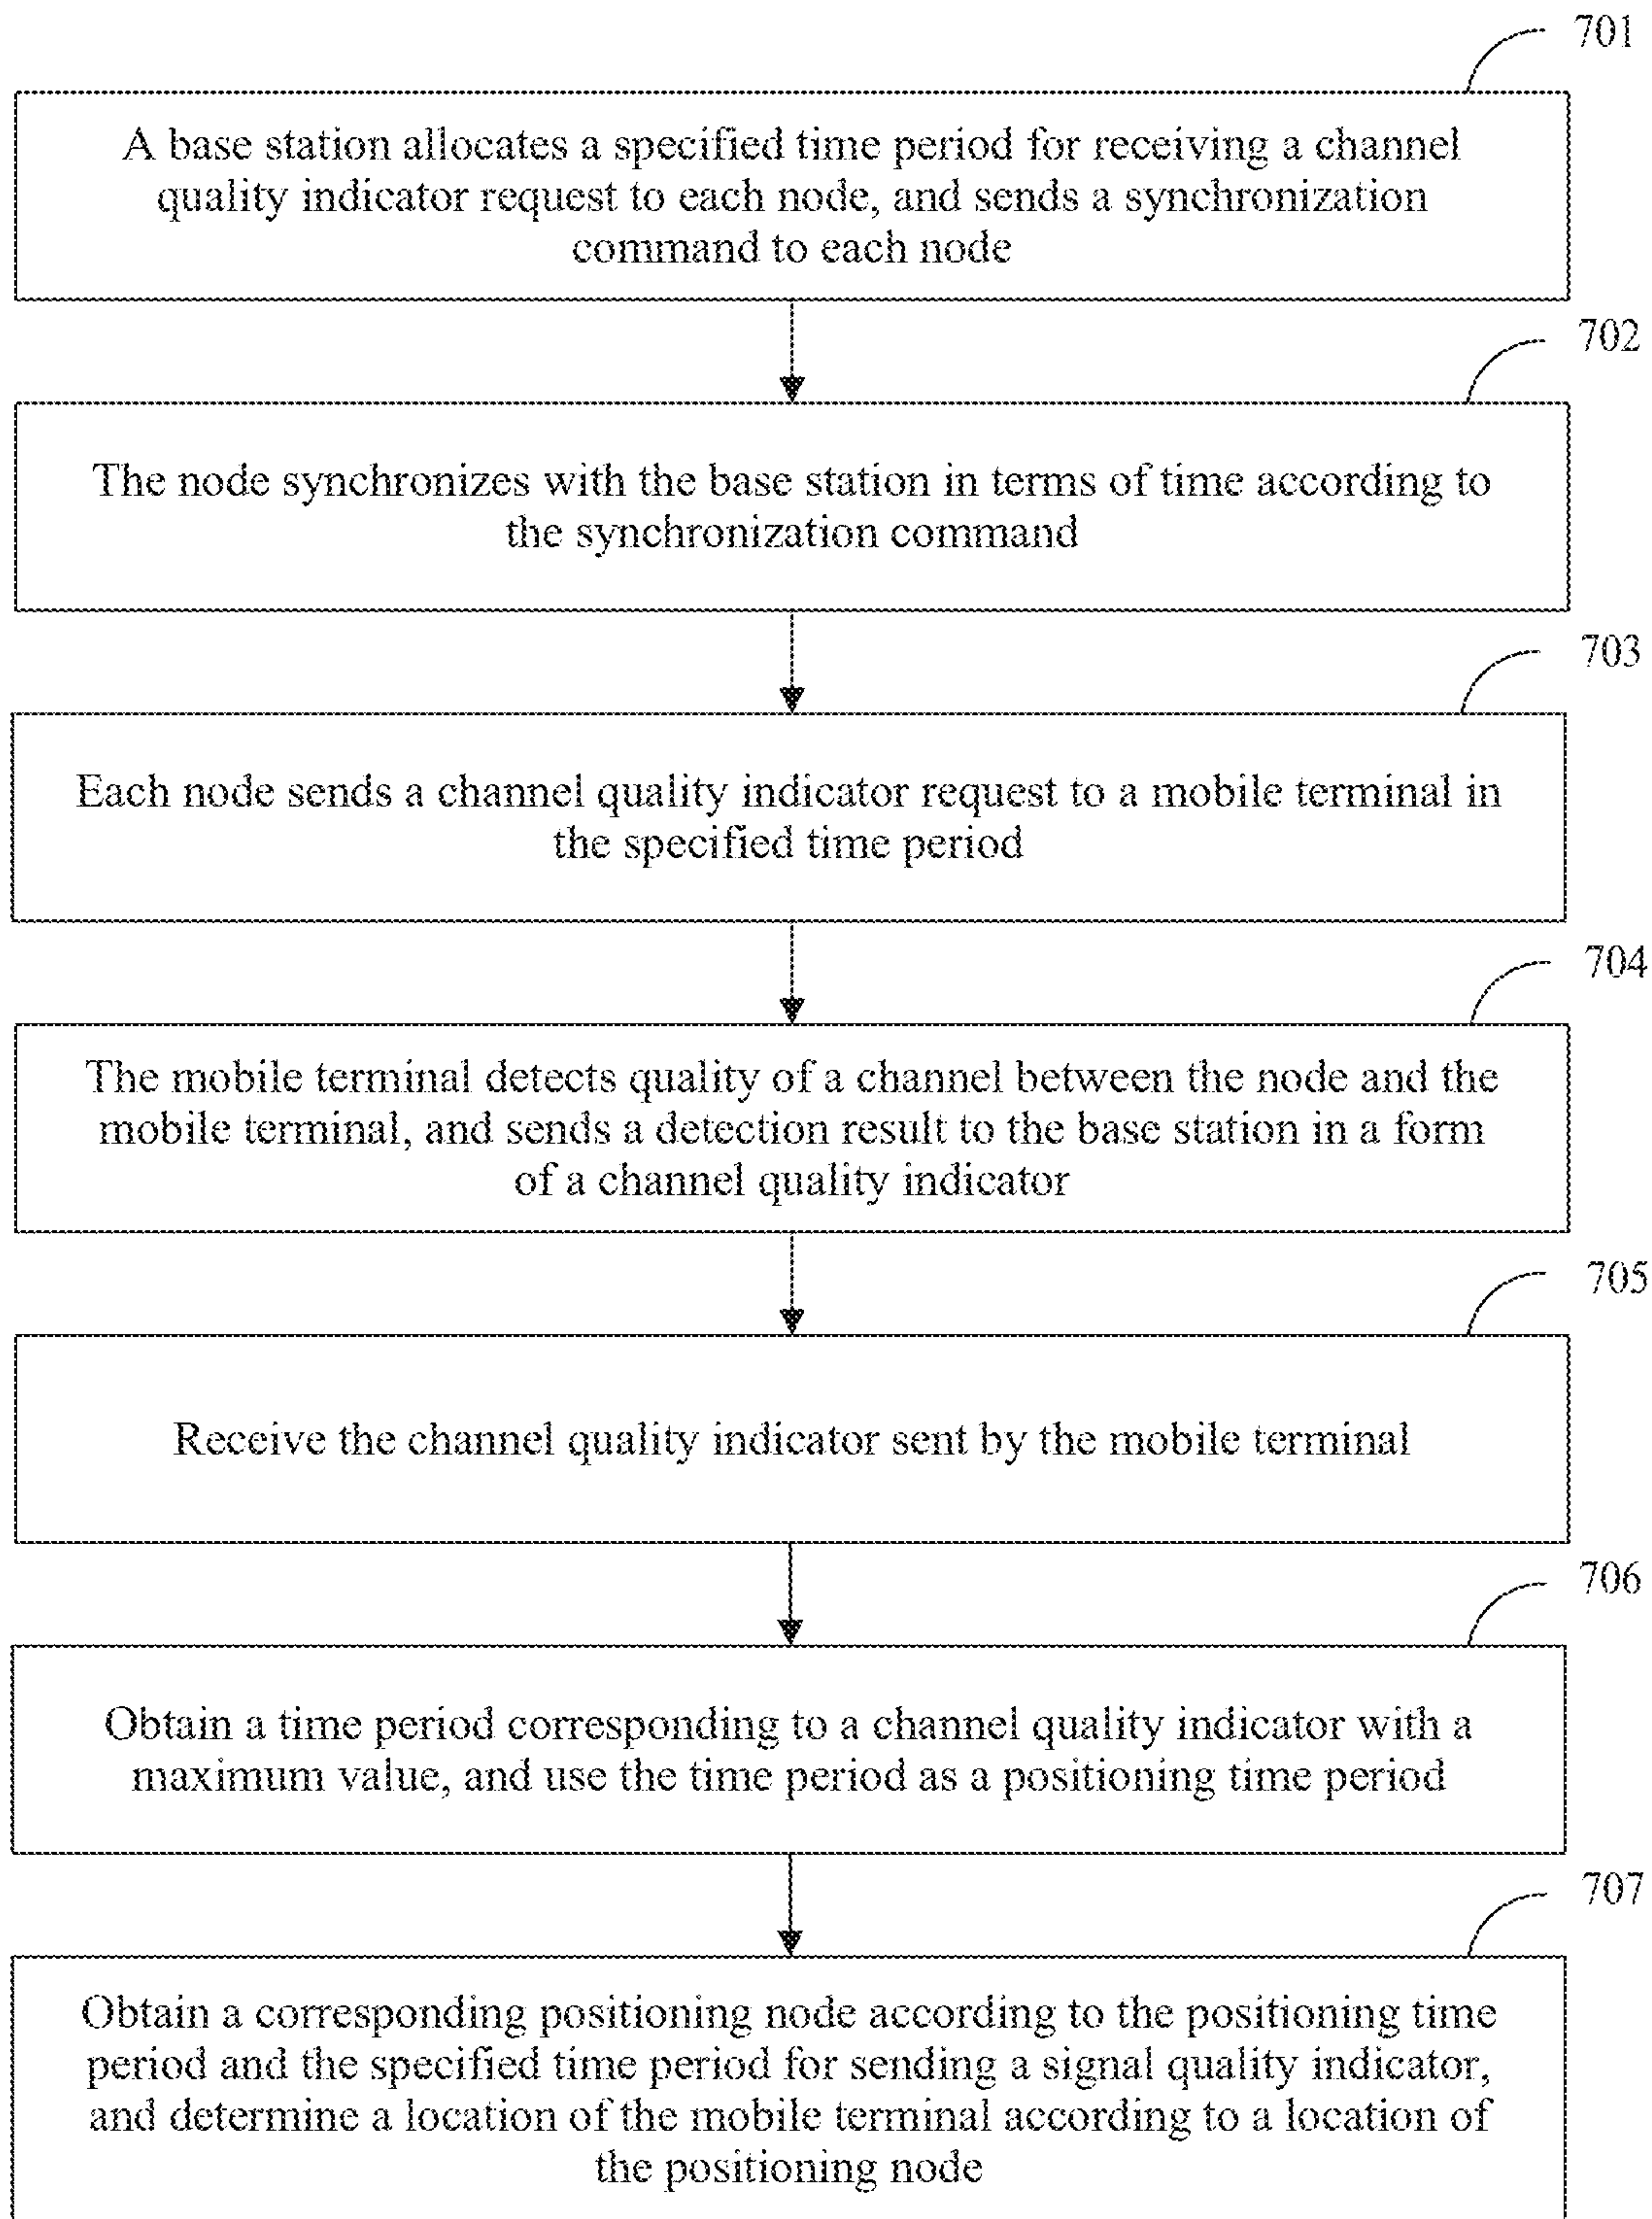 701
A base station allocates a specified time period for receiving a channel
quality indicator request to each node, and sends a synchronization
command to each node
702
The node synchronizes with the base station in terms of time according to
the synchronization command
703
Each node sends a channel quality indicator request to a mobile terminal in
the specified time period
704
The mobile terminal detects quality of a channel between the node and the
mobile terminal, and sends a detection result to the base station in a form
of a channel quality indicator
705
Receive the channel quality indicator sent by the mobile terminal
706
Obtain a time period corresponding to a channel quality indicator with a
maximum value, and use the time period as a positioning time period
707
Obtain a corresponding positioning node according to the positioning time
period and the specified time period for sending a signal quality indicator,
and determine a location of the mobile terminal according to a location of
the positioning node